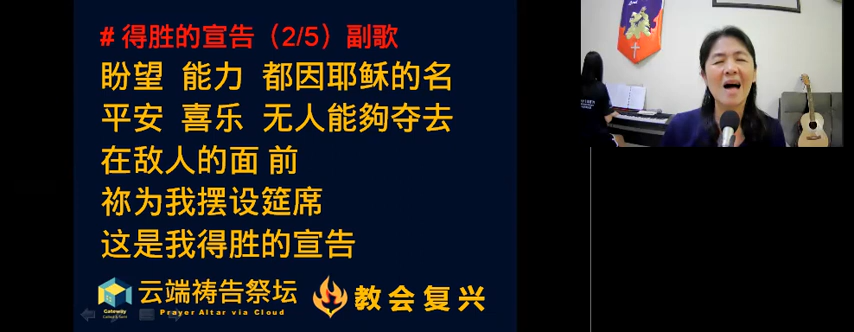 # 得胜的宣告（2/5）副歌
盼望 能力 都因耶稣的名
平安 喜乐 无人能夠夺去
在敌人的面 前
祢为我摆设筵席
这是我得胜的宣告
云端祷告祭坛
Prayer Altar via Cloud
Gateway
教会复兴